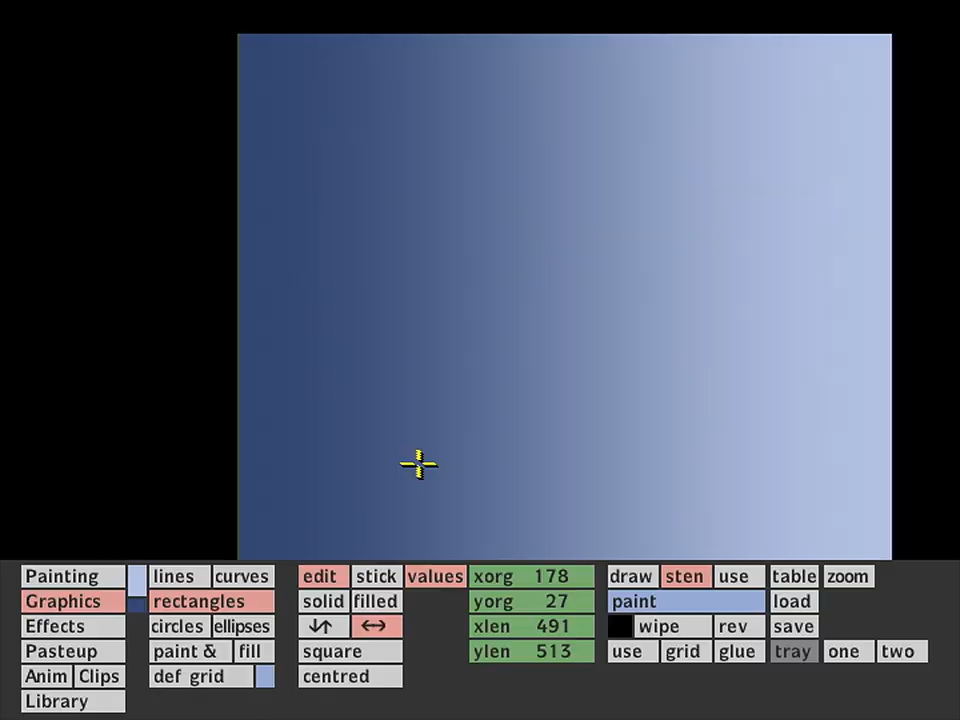 Painting lines curves edit stick values xorg 178 draw sten use table zoom
Graphics rectangles solid filled yorg 27 paint load
Effects circles ellipses xlen 491 wipe rev save
Pasteup paint & fill square ylen 513 use grid glue tray one two
Anim Clips def grid centred
Library